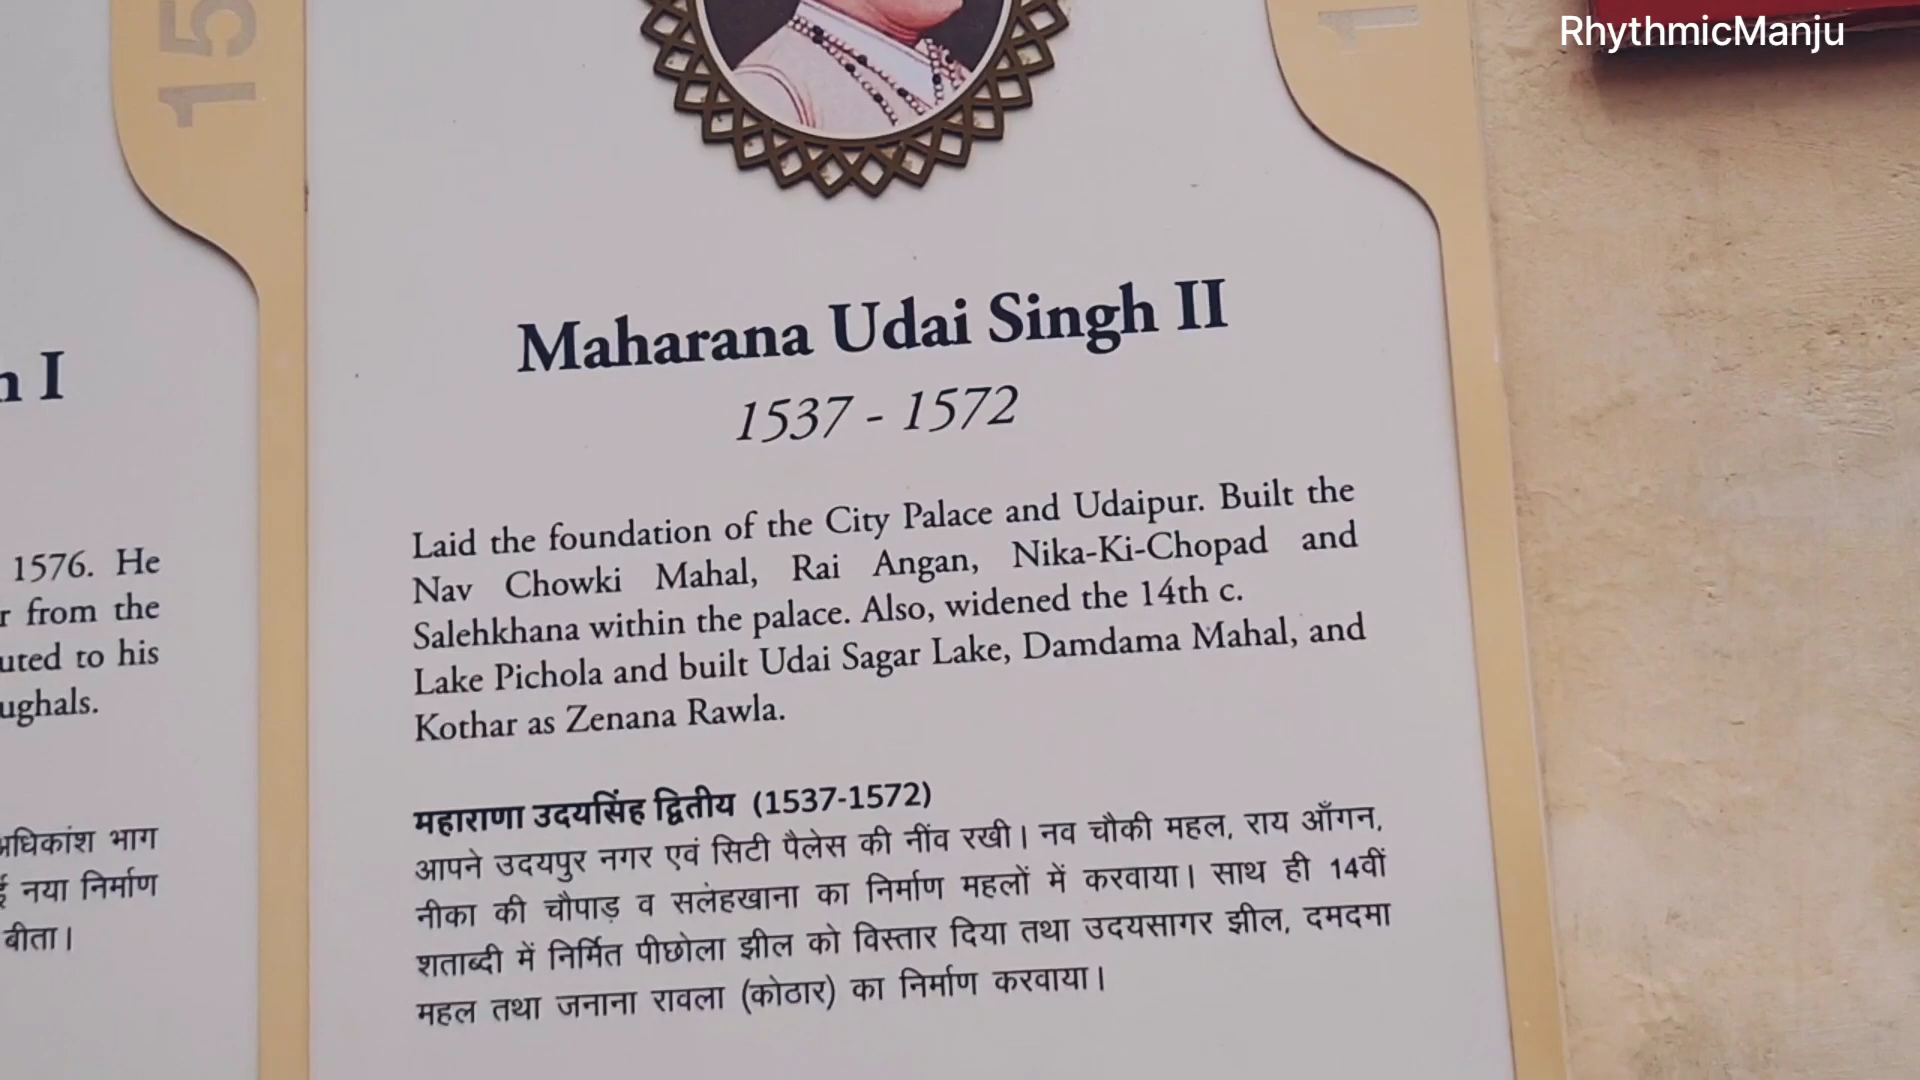 RhythmicManju
15
1
Maharana Udai Singh II
1537 - 1572
Laid the foundation of the City Palace and Udaipur. Built the
Nav Chowki Mahal, Rai Angan, Nika-Ki-Chopad and
Salehkhana within the palace. Also, widened the 14th c.
Lake Pichola and built Udai Sagar Lake, Damdama Mahal, and
Kothar as Zenana Rawla.
महाराणा उदयसिंह द्वितीय (1537-1572)
आपने उदयपुर नगर एवं सिटी पैलेस की नींव रखी। नव चौकी महल, राय आँगन,
नीका की चौपाड़ व सलेहखाना का निर्माण महलों में करवाया। साथ ही 14वीं
शताब्दी में निर्मित पीछोला झील को विस्तार दिया तथा उदयसागर झील, दमदमा
महल तथा जनाना रावला (कोठार) का निर्माण करवाया।
I
1576. He
from the
to his
भाग
नया निर्माण
बीता।